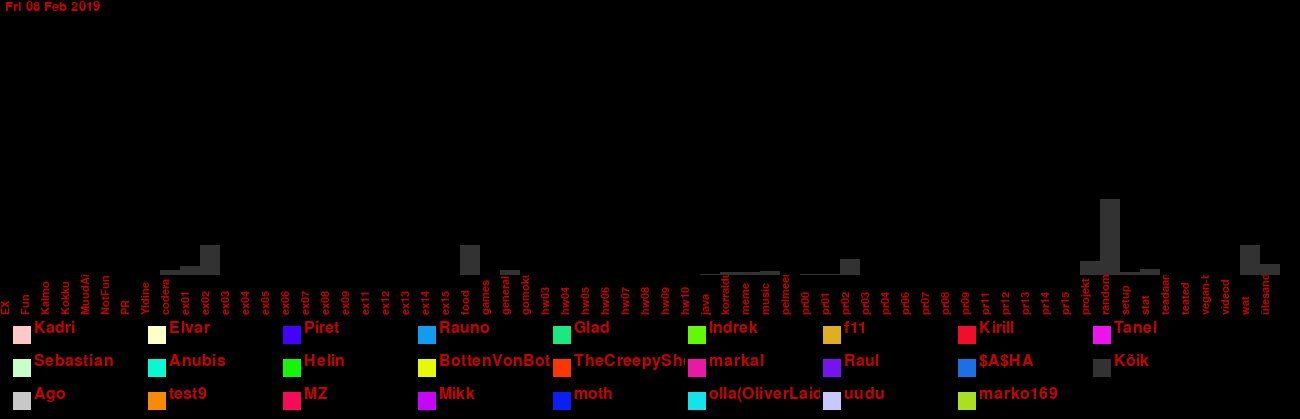 Fri 08 Feb 2019
EX Fun Kalmo Kokku MuudAi NotFun PR Yldine codera ex01 ex02 ex03 ex04 ex05 ex06 ex07 ex08 ex09 ex11 ex12 ex13 ex14 ex15 food games general gomoku hw03 hw04 hw05 hw06 hw07 hw08 hw09 hw10 java korraldu meme music pr00 pr01 pr02 pr03 pr04 pr06 pr07 pr08 pr09 pr11 pr12 pr13 pr14 pr15 projekt random setup stat teadaan teated vegan-t videod wat ülesand
Kadri Elvar Piret Rauno Glad Indrek f11 Kirill Tanel
Sebastian Anubis Helin BottenVonBot TheCreepySh markal Raul $A$HA Kõik
Ago test9 MZ Mikk moth olla(OliverLaid uudu marko169